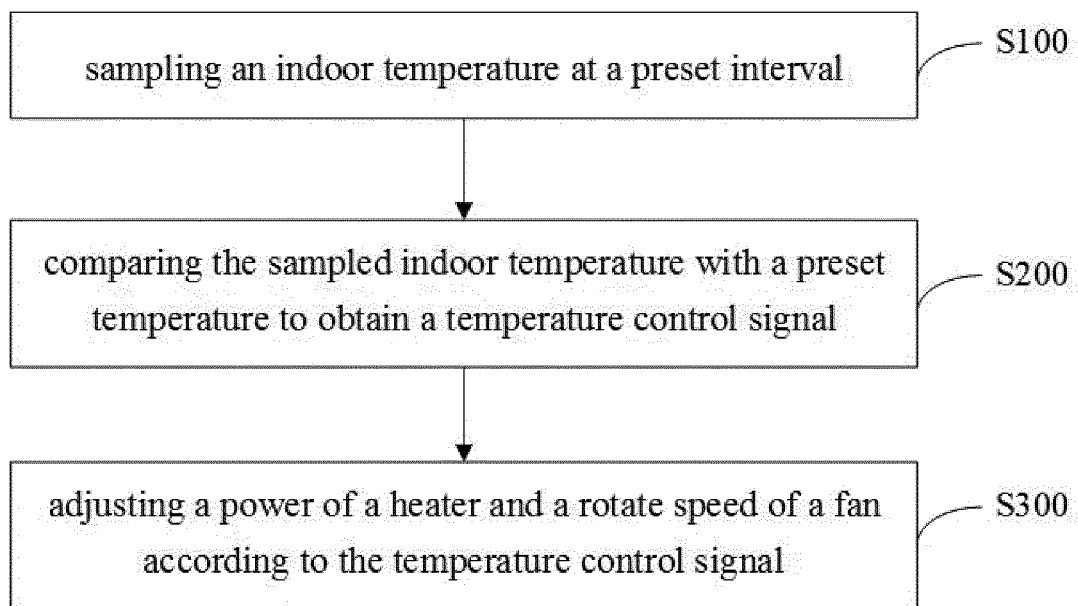 sampling an indoor temperature at a preset interval
S100
comparing the sampled indoor temperature with a preset
temperature to obtain a temperature control signal
S200
adjusting a power of a heater and a rotate speed of a fan
according to the temperature control signal
S300